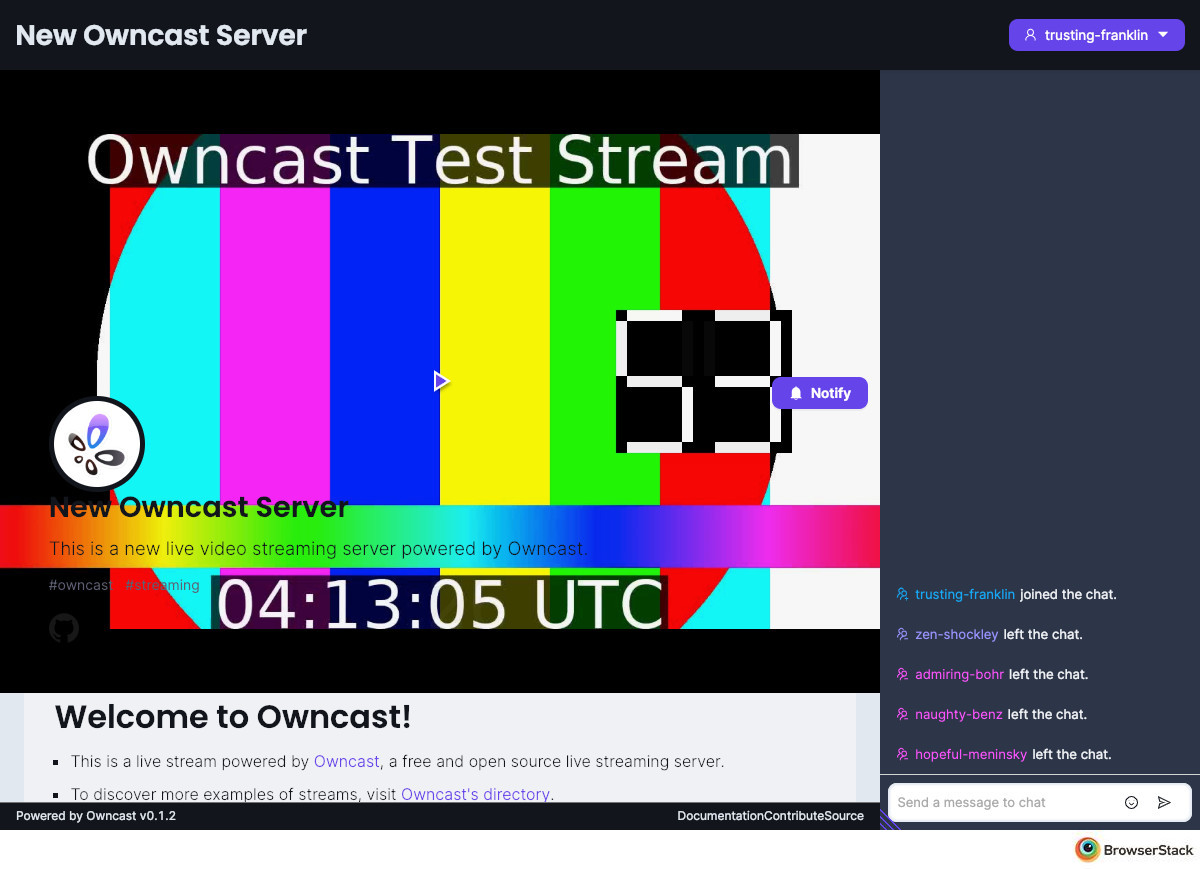 New Owncast Server
trusting-franklin
Owncast Test Stream
Notify
New Owncast Server
This is a new live video streaming server powered by Owncast.
#owncast #streaming
04:13:05 UTC
Welcome to Owncast!
This is a live stream powered by Owncast, a free and open source live streaming server.
To discover more examples of streams, visit Owncast's directory.
Powered by Owncast v0.1.2
DocumentationContributeSource
trusting-franklin joined the chat.
zen-shockley left the chat.
admiring-bohr left the chat.
naughty-benz left the chat.
hopeful-meninsky left the chat.
Send a message to chat
BrowserStack